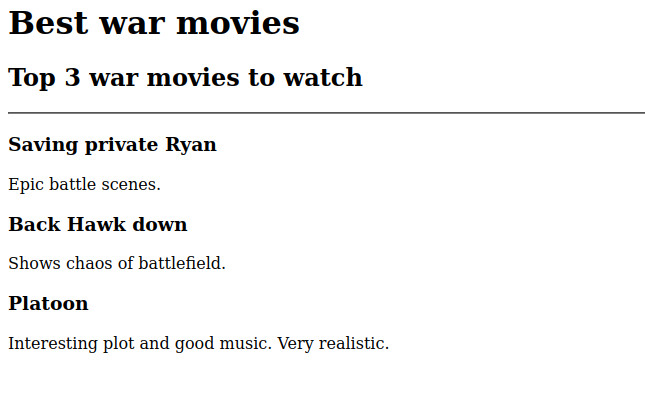 Best war movies
Top 3 war movies to watch
Saving private Ryan
Epic battle scenes.
Back Hawk down
Shows chaos of battlefield.
Platoon
Interesting plot and good music. Very realistic.